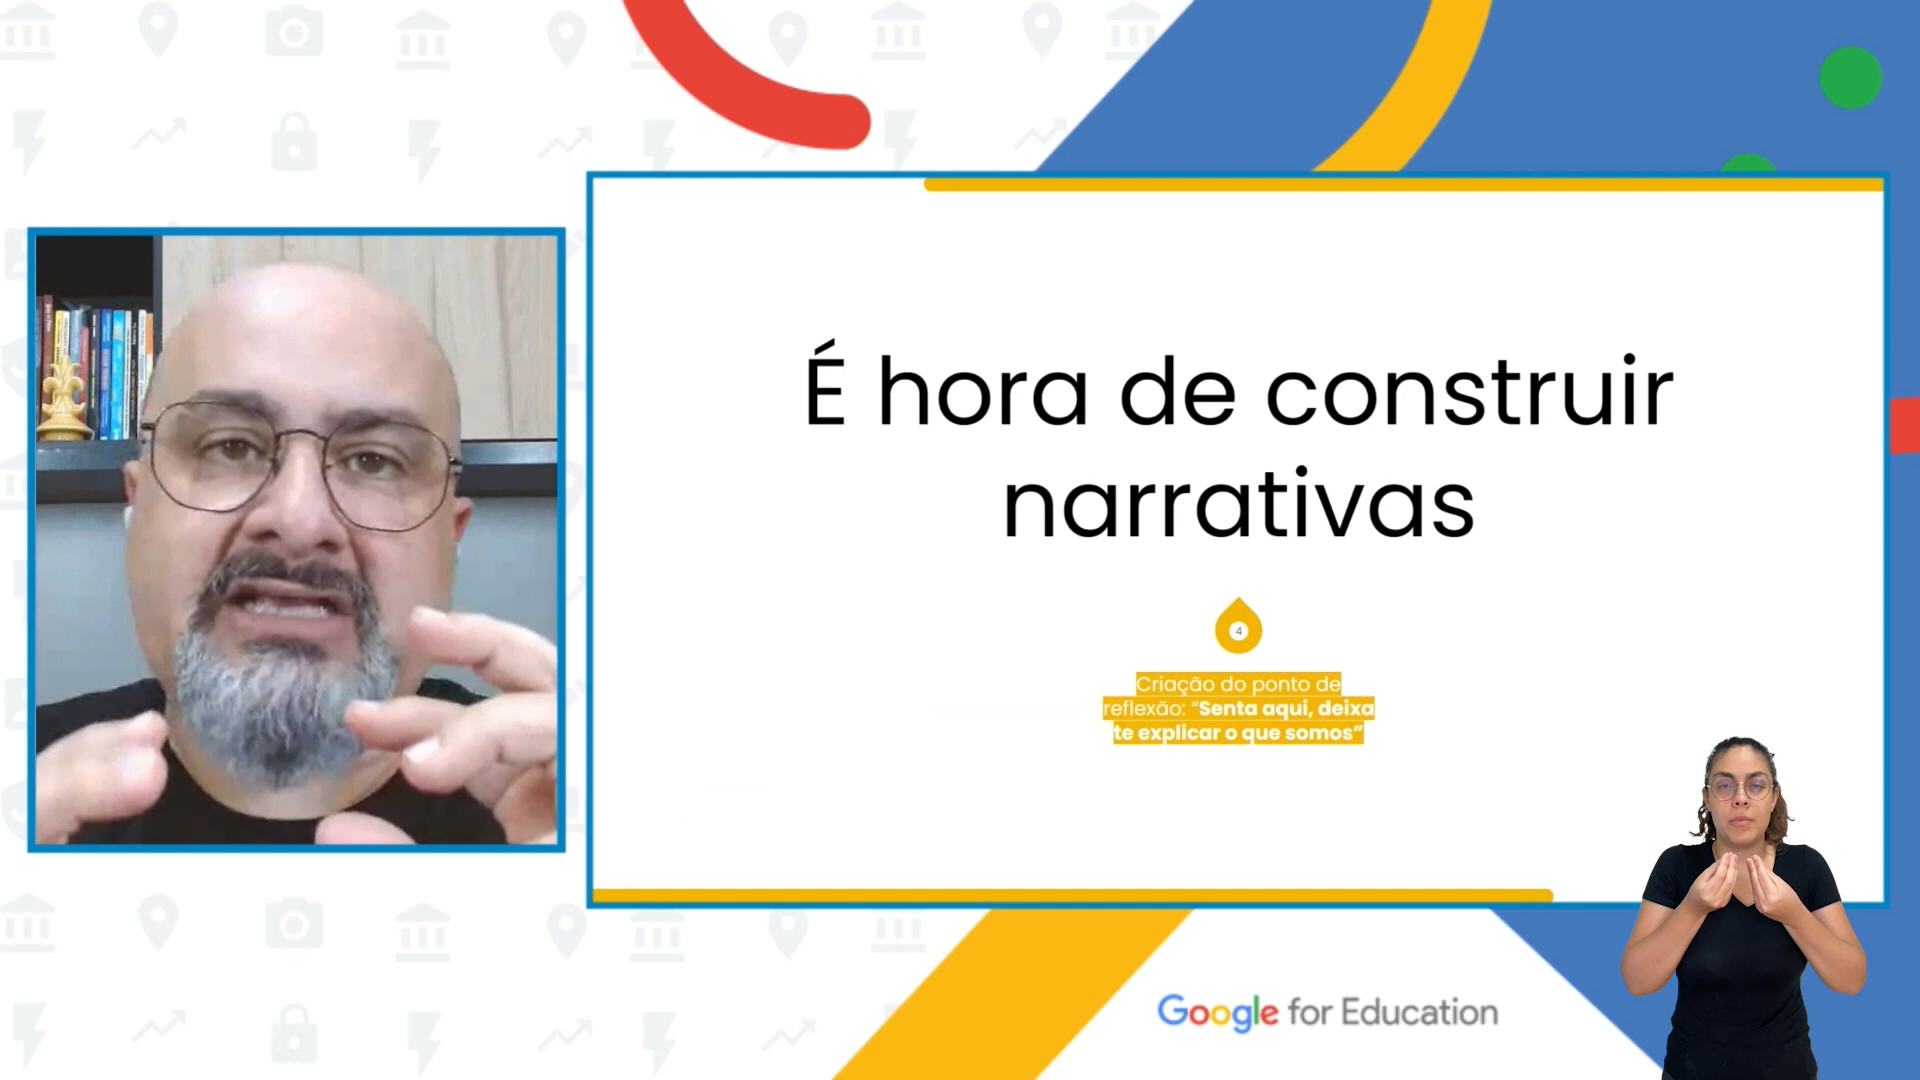 É hora de construir
narrativas
4
Criação do ponto de
reflexão: “Senta aqui, deixa
te explicar o que somos”
Google for Education